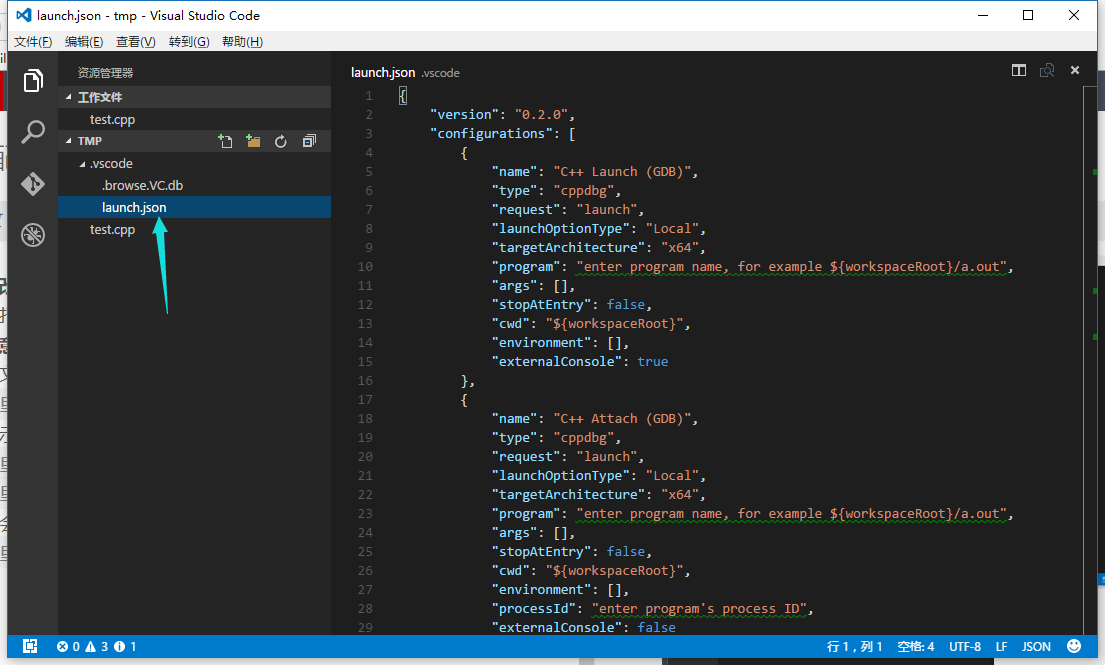 launch.json - tmp - Visual Studio Code
文件(F) 编辑(E) 查看(V) 转到(G) 帮助(H)
资源管理器
工作文件
test.cpp
TMP
.vscode
.browse.VC.db
launch.json
test.cpp
launch.json .vscode
1 {
2 "version": "0.2.0",
3 "configurations": [
4 {
5 "name": "C++ Launch (GDB)",
6 "type": "cppdbg",
7 "request": "launch",
8 "launchOptionType": "Local",
9 "targetArchitecture": "x64",
10 "program": "enter program name, for example ${workspaceRoot}/a.out",
11 "args": [],
12 "stopAtEntry": false,
13 "cwd": "${workspaceRoot}",
14 "environment": [],
15 "externalConsole": true
16 },
17 {
18 "name": "C++ Attach (GDB)",
19 "type": "cppdbg",
20 "request": "launch",
21 "launchOptionType": "Local",
22 "targetArchitecture": "x64",
23 "program": "enter program name, for example ${workspaceRoot}/a.out",
24 "args": [],
25 "stopAtEntry": false,
26 "cwd": "${workspaceRoot}",
27 "environment": [],
28 "processId": "enter program's process ID",
29 "externalConsole": false
0 3 1 行 1，列 1 空格: 4 UTF-8 LF JSON